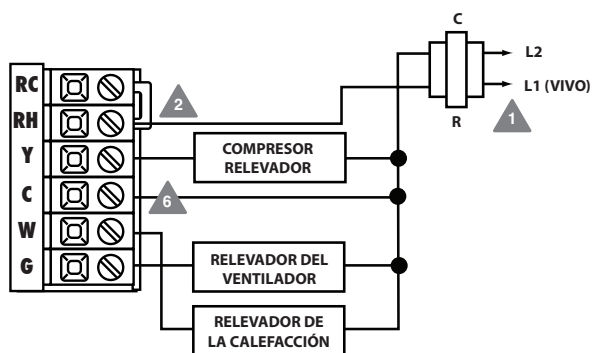 C
L2
L1 (VIVO)
R
1
RC
RH
Y
C
W
G
2
COMPRESOR
RELEVADOR
6
RELEVADOR DEL
VENTILADOR
RELEVADOR DE
LA CALEFACCIÓN